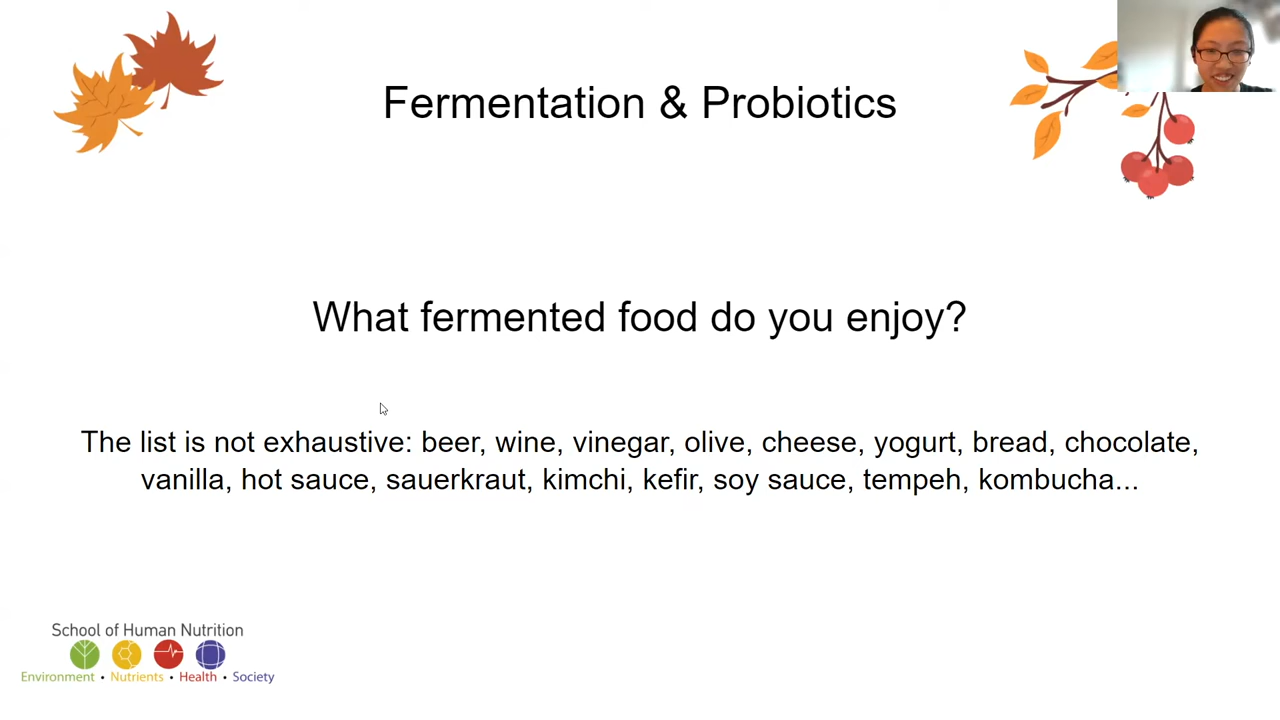 Fermentation & Probiotics
What fermented food do you enjoy?
The list is not exhaustive: beer, wine, vinegar, olive, cheese, yogurt, bread, chocolate,
vanilla, hot sauce, sauerkraut, kimchi, kefir, soy sauce, tempeh, kombucha...
School of Human Nutrition
Environment • Nutrients • Health • Society